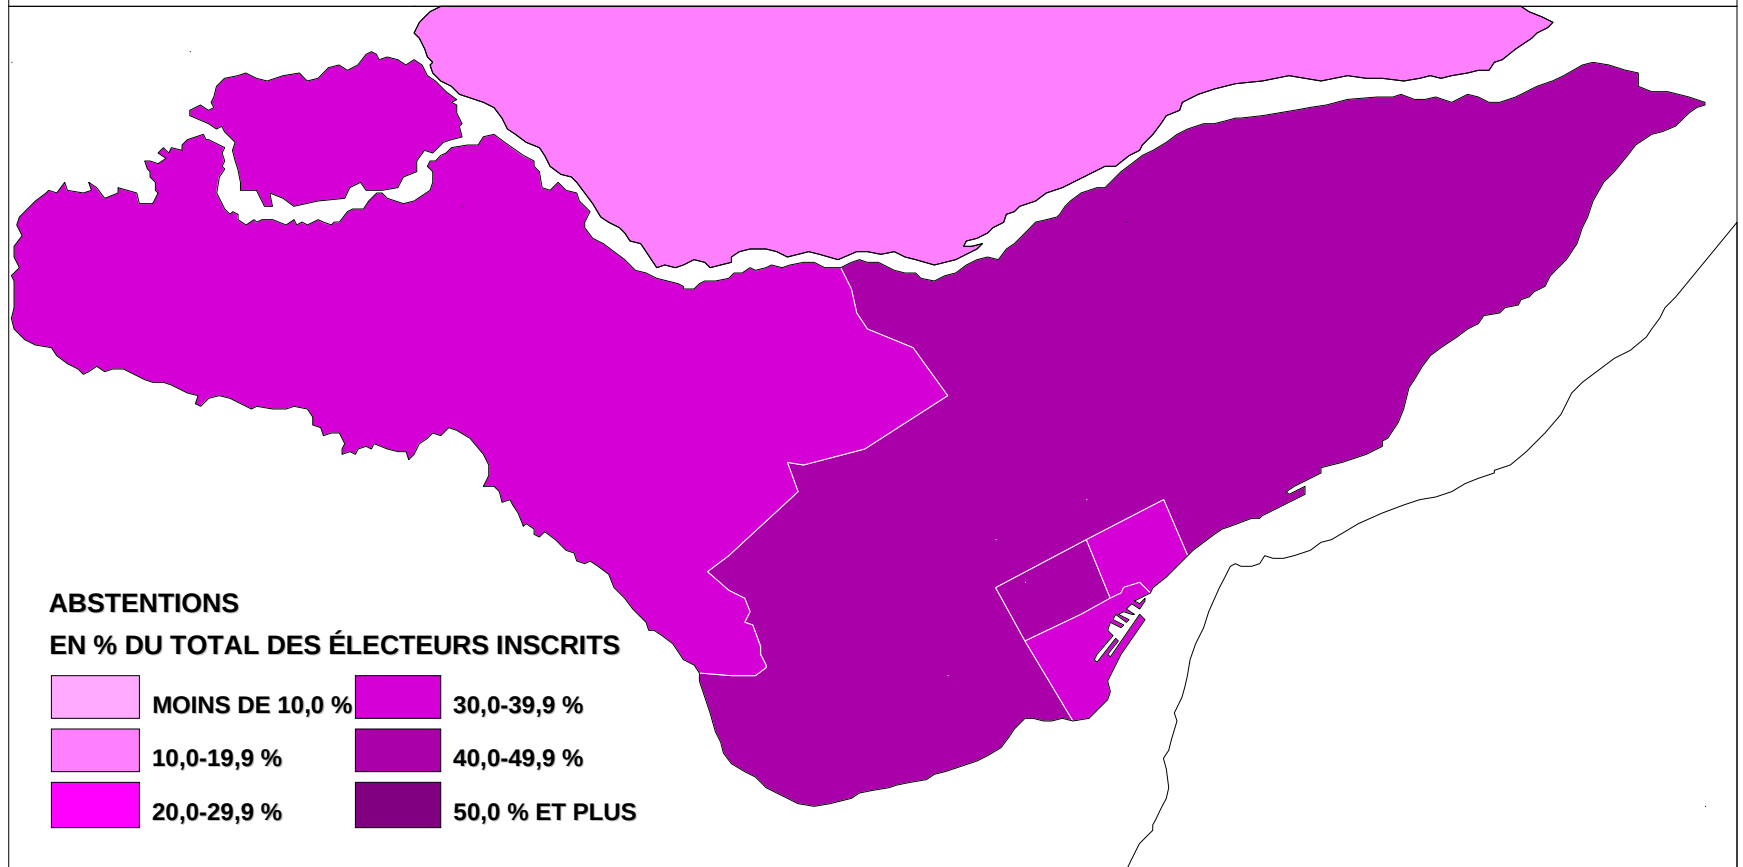 ABSTENTIONS
EN % DU TOTAL DES ÉLECTEURS INSCRITS
MOINS DE 10,0 %
10,0-19,9 %
20,0-29,9 %
30,0-39,9 %
40,0-49,9 %
50,0 % ET PLUS